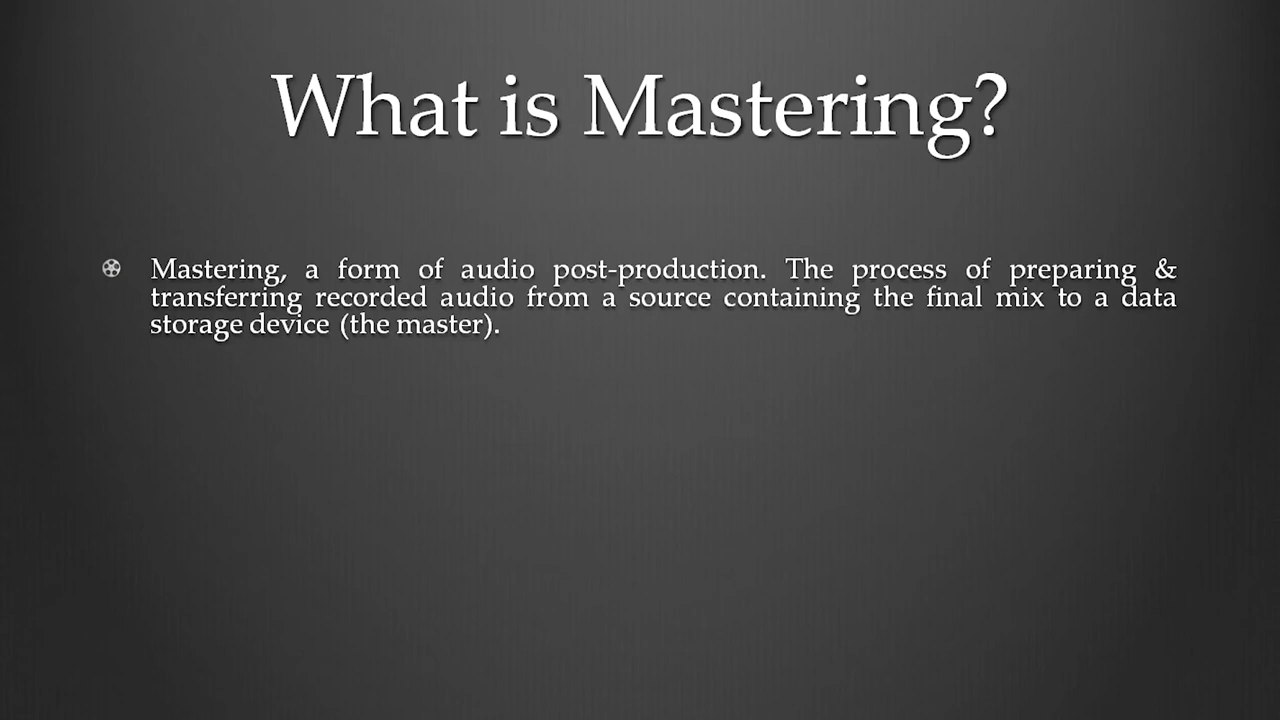 What is Mastering?
Mastering, a form of audio post-production. The process of preparing &
transferring recorded audio from a source containing the final mix to a data
storage device (the master).